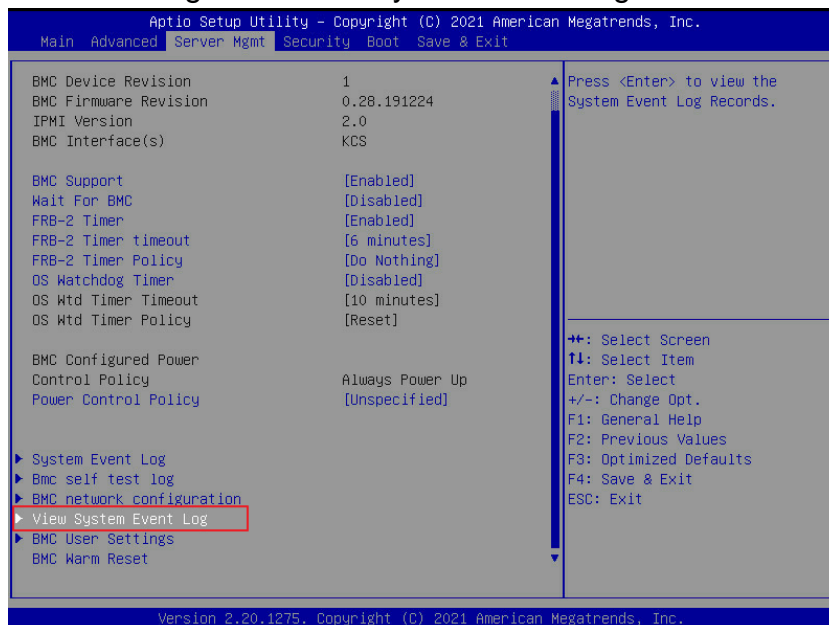 Aptio Setup Utility – Copyright (C) 2021 American Megatrends, Inc.
Main Advanced Server Mgmt Security Boot Save & Exit
BMC Device Revision 1
BMC Firmware Revision 0.28.191224
IPMI Version 2.0
BMC Interface(s) KCS
BMC Support [Enabled]
Wait For BMC [Disabled]
FRB-2 Timer [Enabled]
FRB-2 Timer timeout [6 minutes]
FRB-2 Timer Policy [Do Nothing]
OS Watchdog Timer [Disabled]
OS Wtd Timer Timeout [10 minutes]
OS Wtd Timer Policy [Reset]
BMC Configured Power
Control Policy Always Power Up
Power Control Policy [Unspecified]
System Event Log
Bmc self test log
BMC network configuration
View System Event Log
BMC User Settings
BMC Warm Reset
Press <Enter> to view the
System Event Log Records.
→←: Select Screen
↑↓: Select Item
Enter: Select
+/-: Change Opt.
F1: General Help
F2: Previous Values
F3: Optimized Defaults
F4: Save & Exit
ESC: Exit
Version 2.20.1275. Copyright (C) 2021 American Megatrends, Inc.